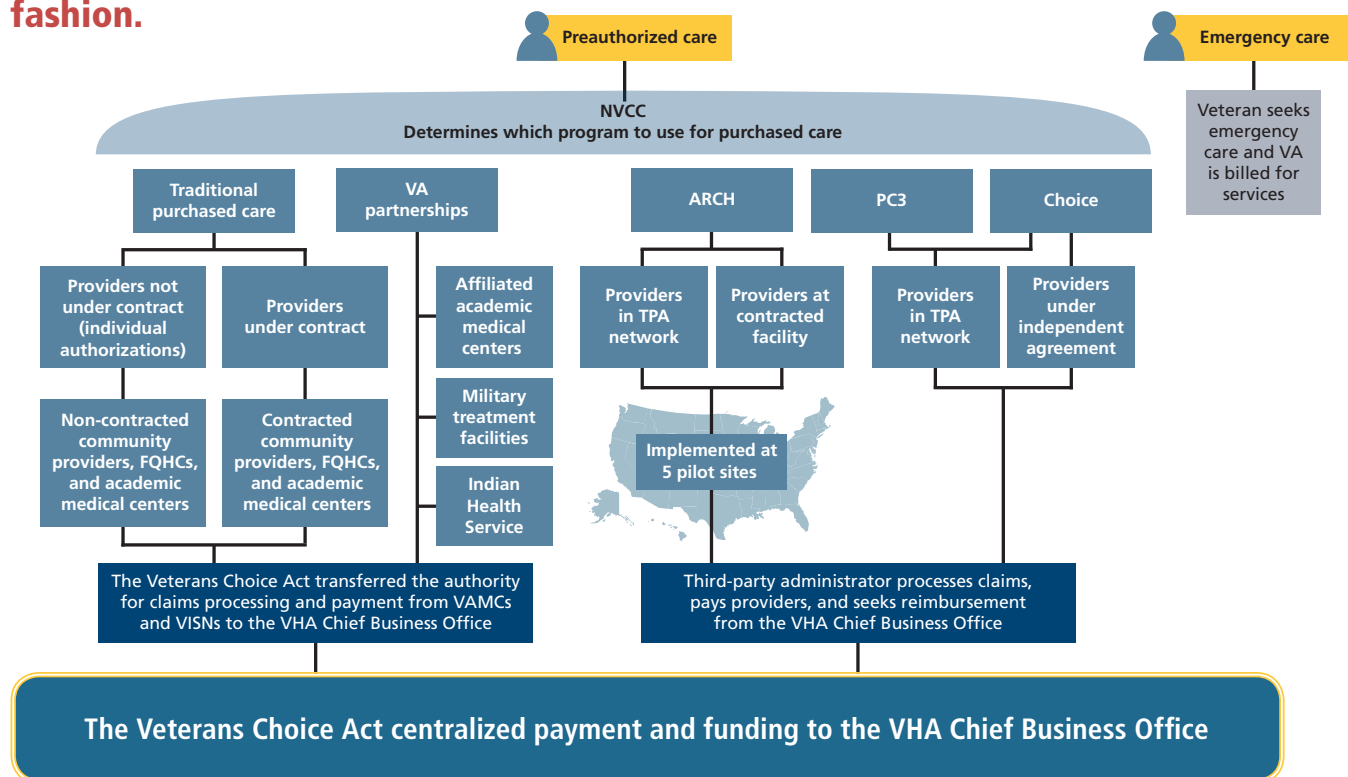 fashion.
Preauthorized care
Emergency care
NVCC
Determines which program to use for purchased care
Veteran seeks
emergency
care and VA
is billed for
services
Traditional
purchased care
VA
partnerships
ARCH
PC3
Choice
Providers not
under contract
(individual
authorizations)
Providers
under contract
Affiliated
academic
medical
centers
Providers
in TPA
network
Providers at
contracted
facility
Providers
in TPA
network
Providers
under
independent
agreement
Military
treatment
facilities
Non-contracted
community
providers, FQHCs,
and academic
medical centers
Contracted
community
providers, FQHCs,
and academic
medical centers
Implemented at
5 pilot sites
Indian
Health
Service
The Veterans Choice Act transferred the authority
for claims processing and payment from VAMCs
and VISNs to the VHA Chief Business Office
Third-party administrator processes claims,
pays providers, and seeks reimbursement
from the VHA Chief Business Office
The Veterans Choice Act centralized payment and funding to the VHA Chief Business Office